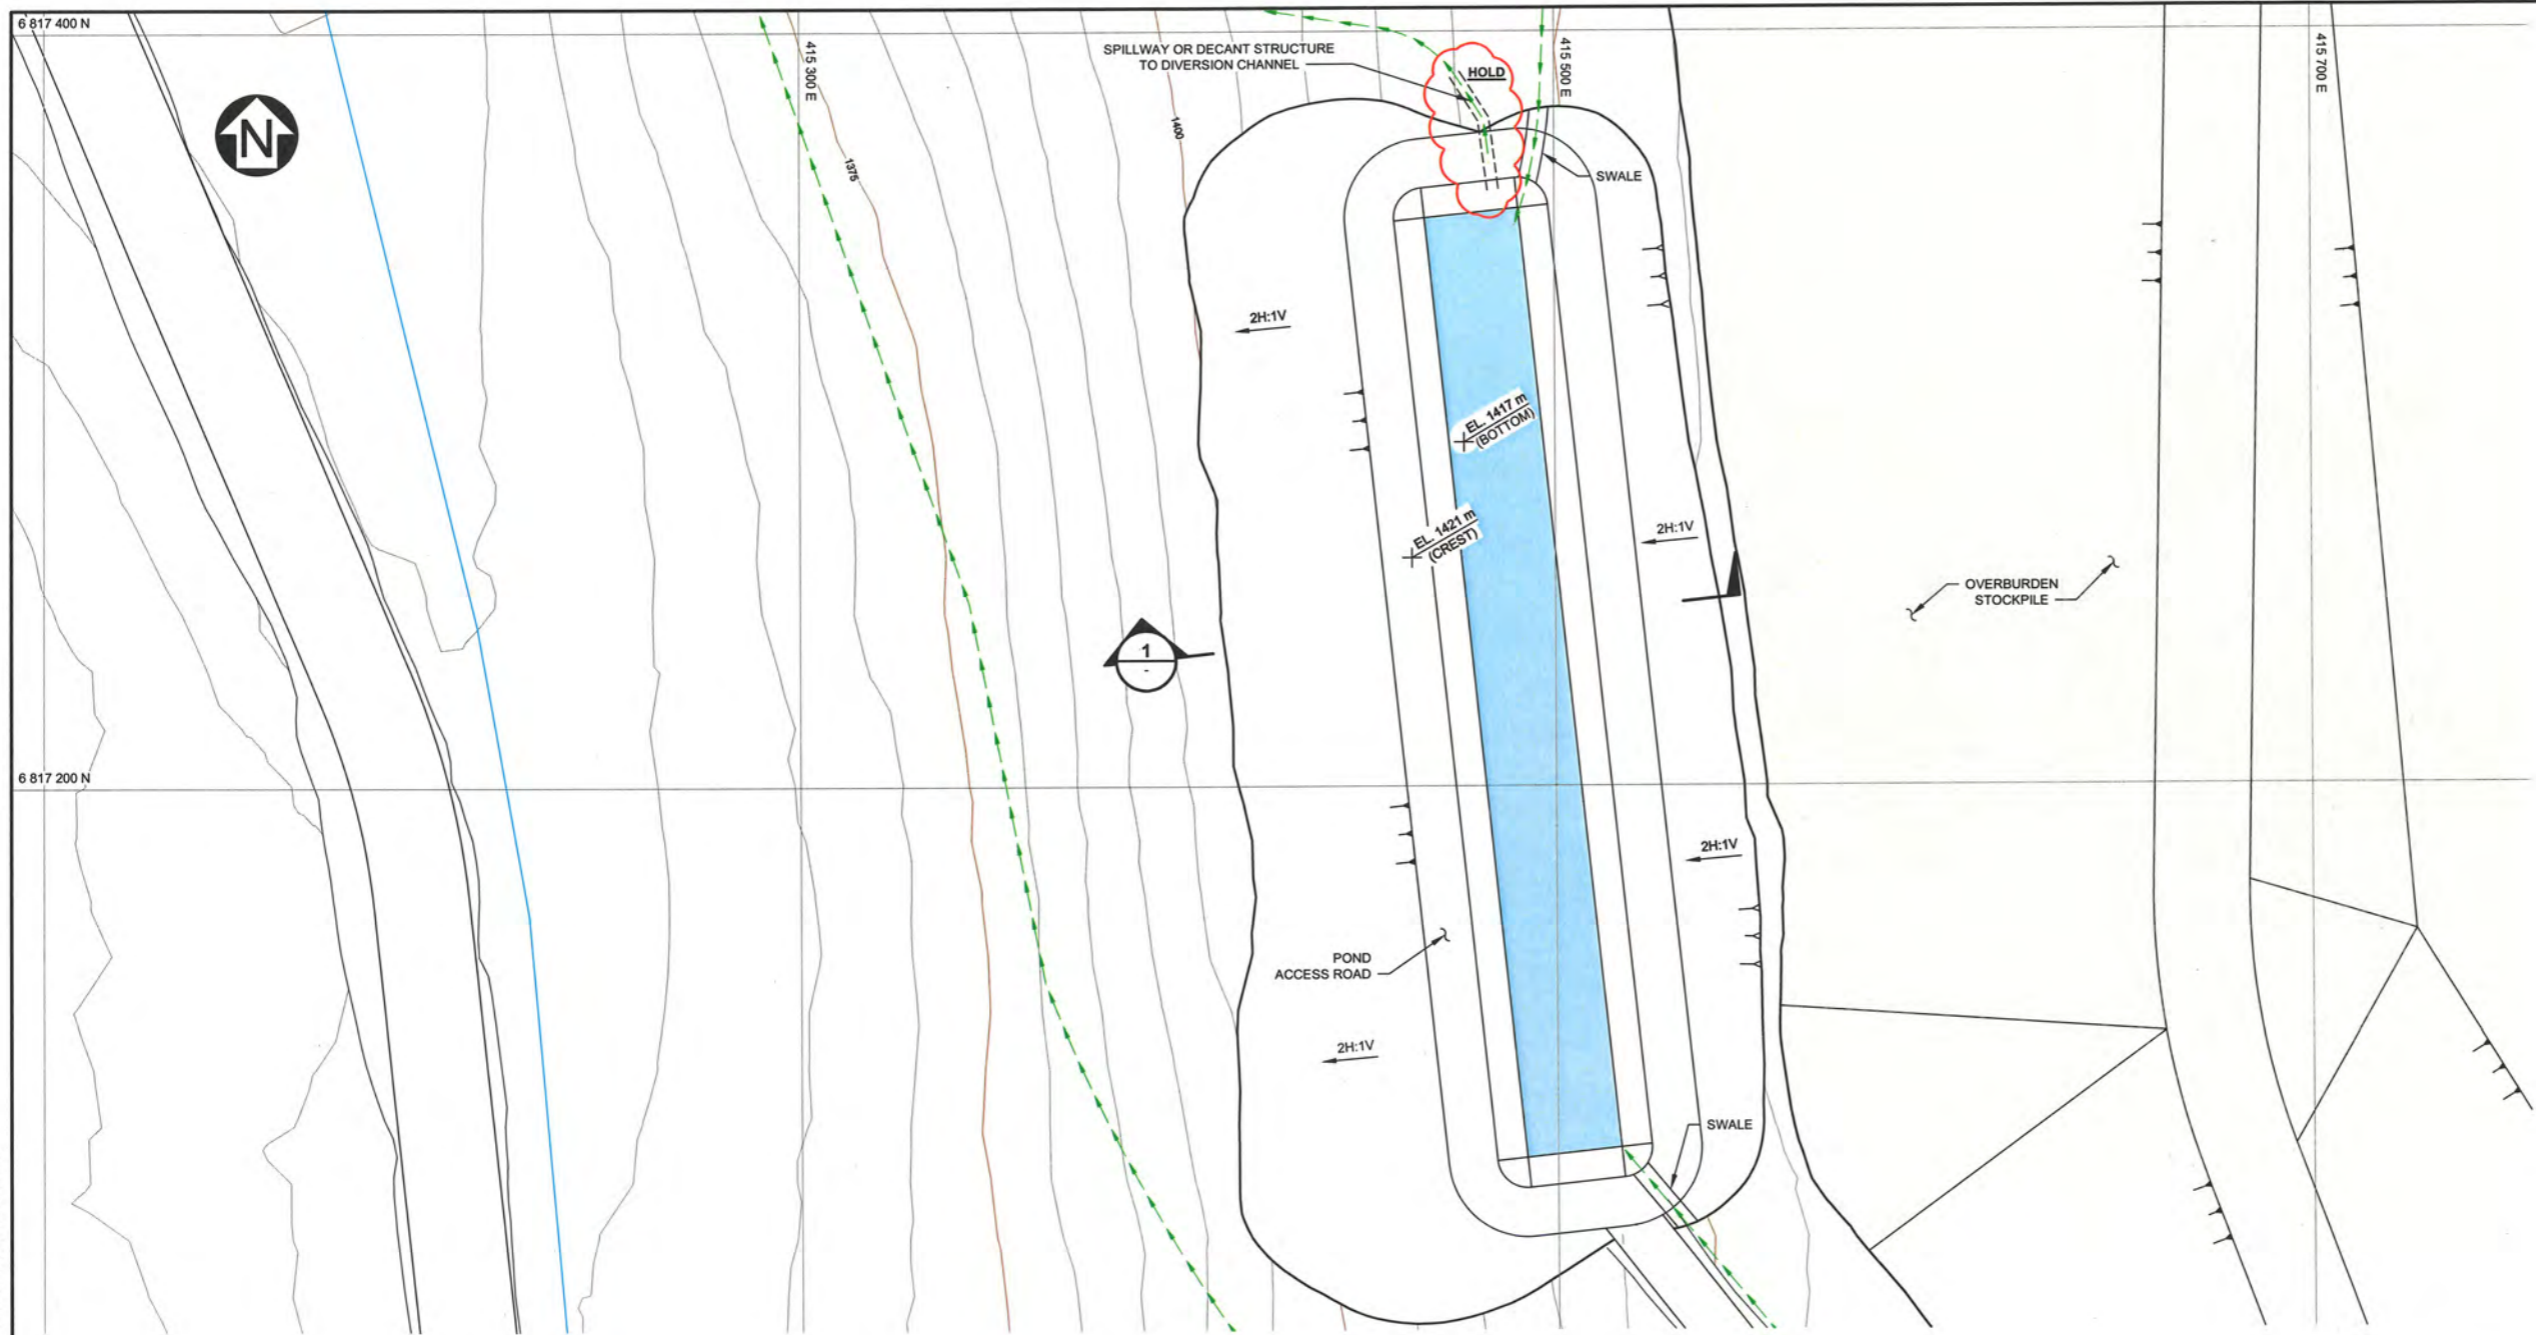 6 817 400 N
415 300 E
SPILLWAY OR DECANT STRUCTURE
TO DIVERSION CHANNEL
HOLD
415 500 E
415 700 E
N
1375
1400
SWALE
2H:1V
EL. 1417 m
(BOTTOM)
EL. 1421 m
(CREST)
2H:1V
OVERBURDEN
STOCKPILE
1
-
6 817 200 N
2H:1V
POND
ACCESS ROAD
2H:1V
SWALE